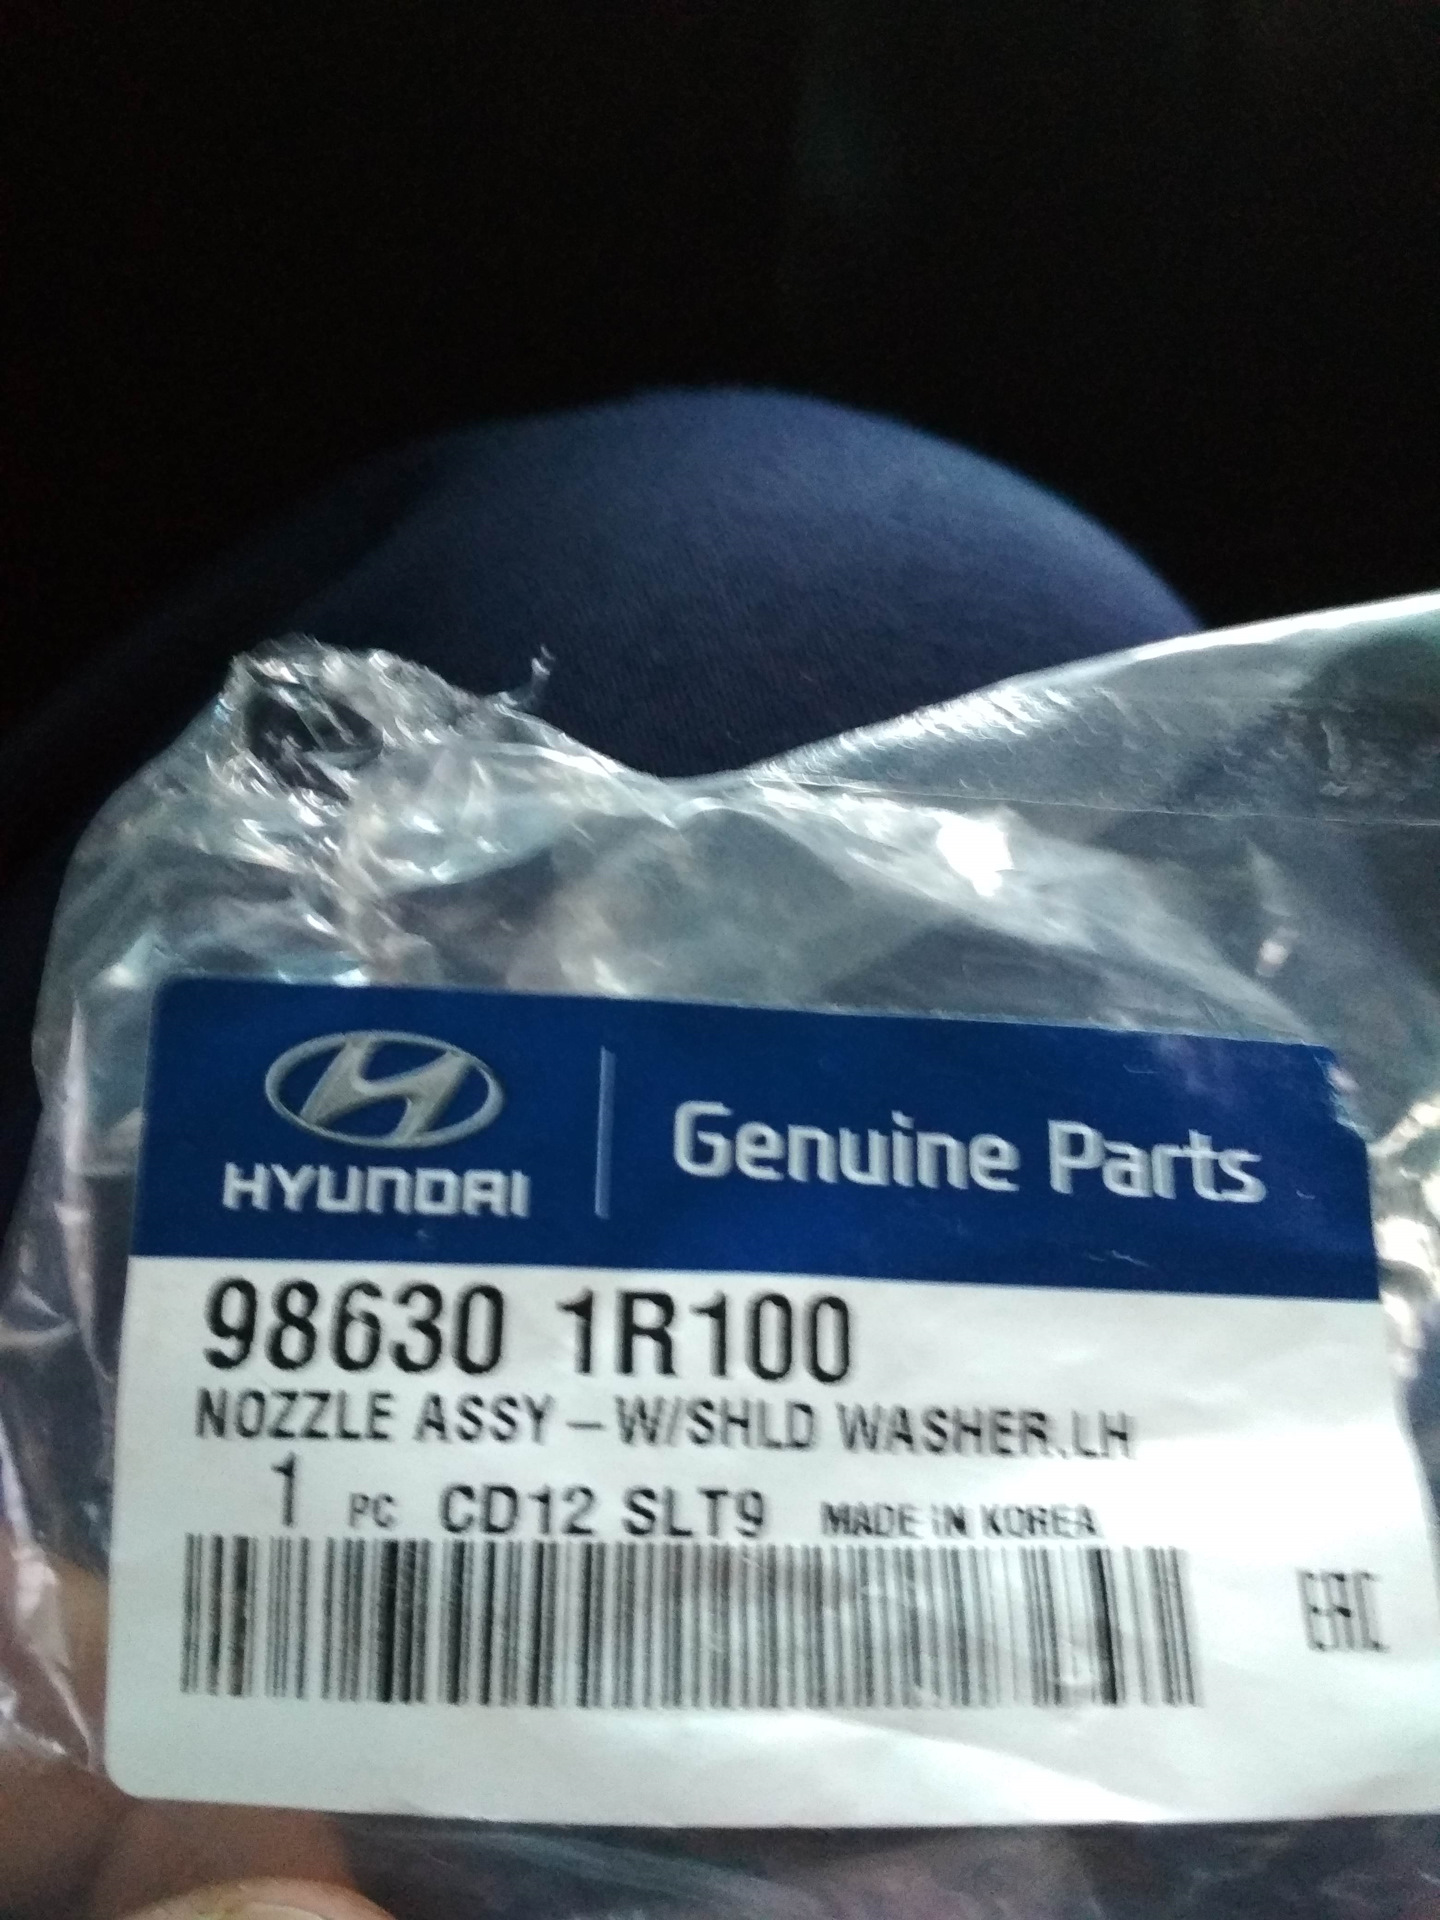 HYUNDAI
Genuine Parts
98630 1R100
NOZZLE ASSY – W/SHLD WASHER,LH
1 PC CD12 SLT9 MADE IN KOREA
EAC